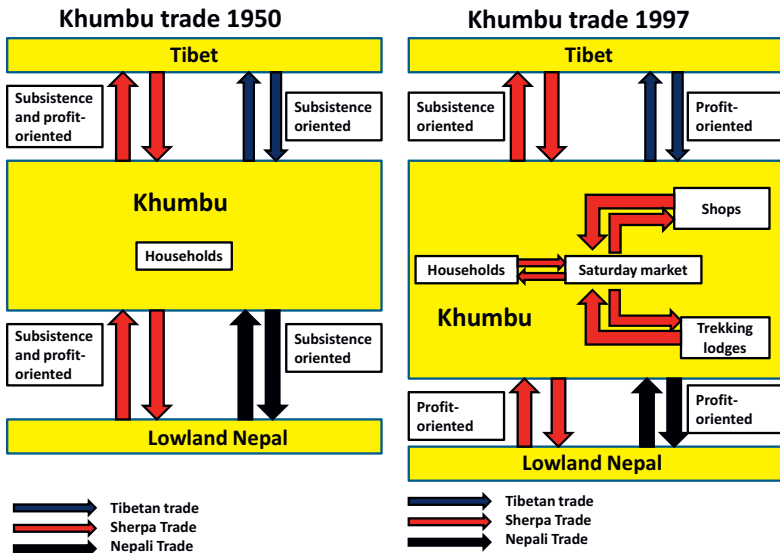 Khumbu trade 1950
Tibet
Subsistence
and profit-
oriented
Subsistence
oriented
Khumbu
Households
Subsistence
and profit-
oriented
Subsistence
oriented
Lowland Nepal
Tibetan trade
Sherpa Trade
Nepali Trade
Khumbu trade 1997
Tibet
Subsistence
oriented
Profit-
oriented
Shops
Households
Saturday market
Khumbu
Trekking
lodges
Profit-
oriented
Profit-
oriented
Lowland Nepal
Tibetan trade
Sherpa Trade
Nepali Trade